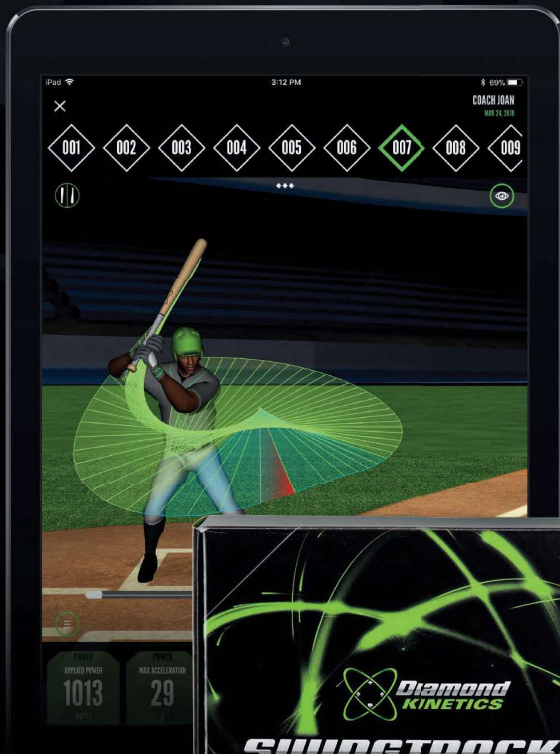 iPad 3:12 PM 69%
COACH JOAN
MAR 24, 2018
001 002 003 004 005 006 007 008 009
POWER POWER
APPLIED POWER MAX ACCELERATION
1013 29
Diamond
KINETICS